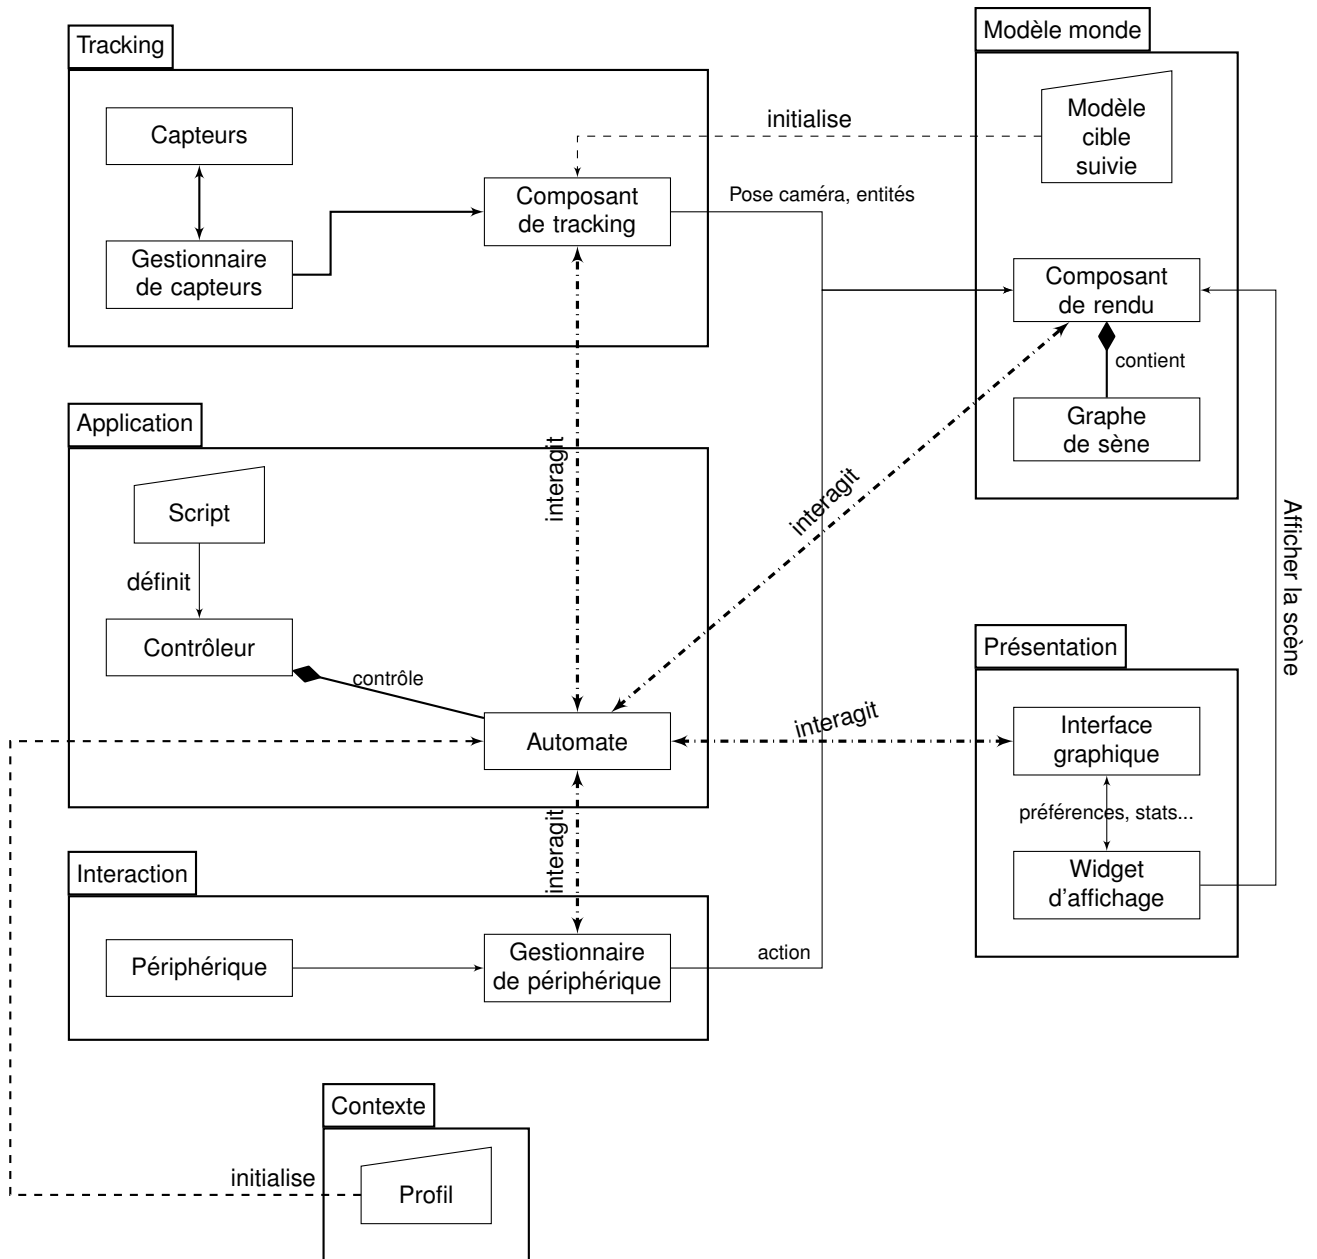 Tracking
Capteurs
Gestionnaire
de capteurs
Composant
de tracking
initialise
Pose caméra, entités
Modèle monde
Modèle
cible
suivie
Composant
de rendu
contient
Graphe
de sène
Application
Script
définit
Contrôleur
contrôle
Automate
interagit
interagit
interagit
interagit
Afficher la scène
Présentation
Interface
graphique
préférences, stats...
Widget
d'affichage
Interaction
Périphérique
Gestionnaire
de périphérique
action
Contexte
initialise
Profil